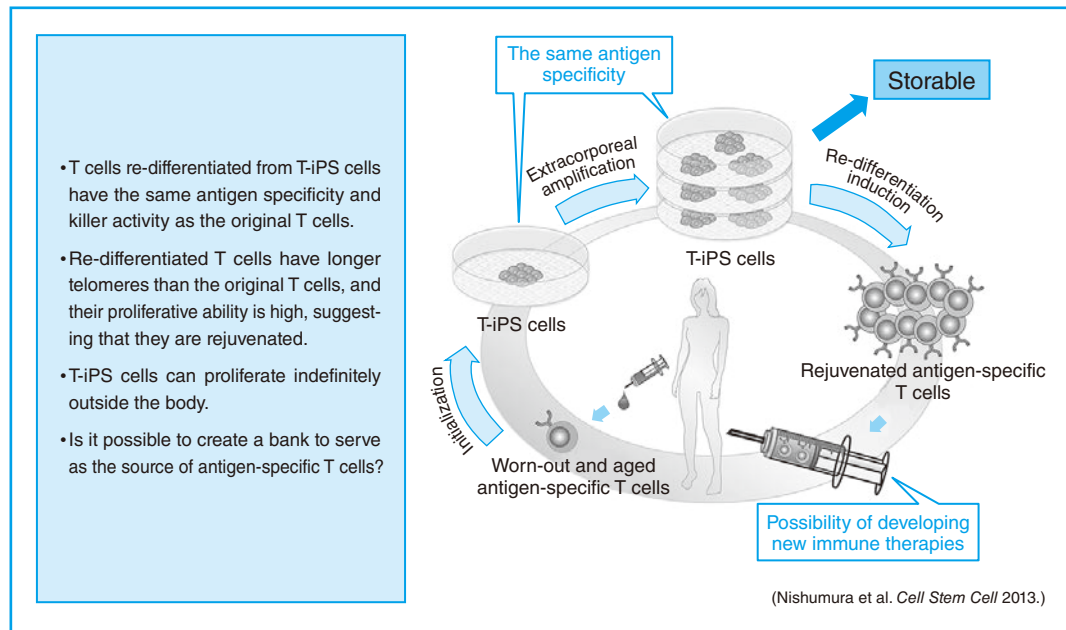 • T cells re-differentiated from T-iPS cells
have the same antigen specificity and
killer activity as the original T cells.
• Re-differentiated T cells have longer
telomeres than the original T cells, and
their proliferative ability is high, suggest-
ing that they are rejuvenated.
• T-iPS cells can proliferate indefinitely
outside the body.
• Is it possible to create a bank to serve
as the source of antigen-specific T cells?
The same antigen
specificity
Storable
Extracorporeal
amplification
Re-differentiation
induction
T-iPS cells
T-iPS cells
Rejuvenated antigen-specific
T cells
Initialization
Worn-out and aged
antigen-specific T cells
Possibility of developing
new immune therapies
(Nishumura et al. Cell Stem Cell 2013.)